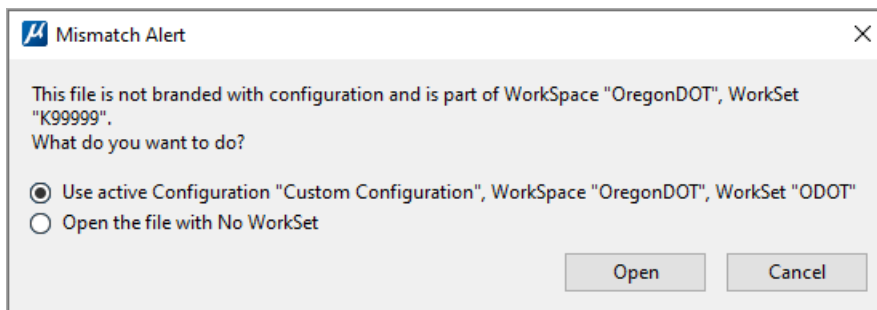 Mismatch Alert
This file is not branded with configuration and is part of WorkSpace "OregonDOT", WorkSet
"K99999".
What do you want to do?
Use active Configuration "Custom Configuration", WorkSpace "OregonDOT", WorkSet "ODOT"
Open the file with No WorkSet
Open Cancel